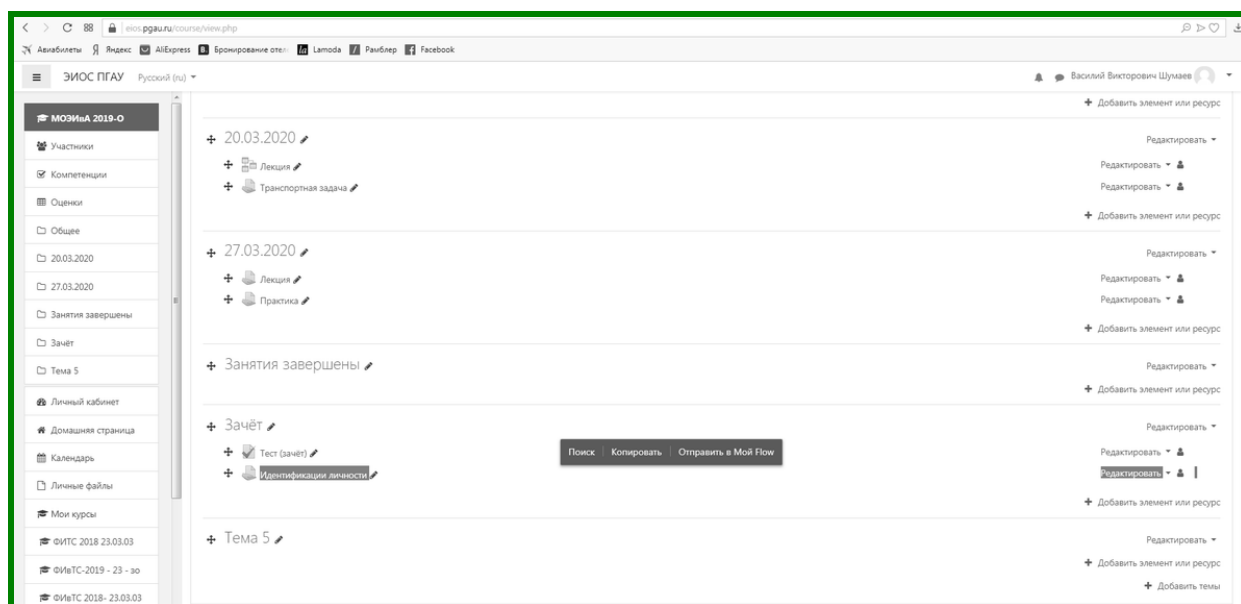 88 eios.pgau.ru/course/view.php
Авиабилеты Яндекс AliExpress Бронирование отел Lamoda Рамблер Facebook
ЭИОС ПГАУ Русский (ru) Василий Викторович Шумаев
МОЭИвА 2019-О
Участники
Компетенции
Оценки
Общее
20.03.2020
27.03.2020
Занятия завершены
Зачёт
Тема 5
Личный кабинет
Домашняя страница
Календарь
Личные файлы
Мои курсы
ФИТС 2018 23.03.03
ФИвТС-2019 - 23 - зо
ФИвТС 2018- 23.03.03
Добавить элемент или ресурс
20.03.2020 Редактировать
Лекция Редактировать
Транспортная задача Редактировать
Добавить элемент или ресурс
27.03.2020 Редактировать
Лекция Редактировать
Практика Редактировать
Добавить элемент или ресурс
Занятия завершены Редактировать
Добавить элемент или ресурс
Зачёт Редактировать
Тест (зачёт) Редактировать
Поиск Копировать Отправить в Мой Flow
Идентификации личности Редактировать
Добавить элемент или ресурс
Тема 5 Редактировать
Добавить элемент или ресурс
Добавить темы